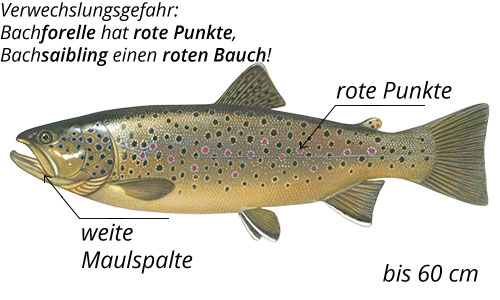 Verwechslungsgefahr:
Bachforelle hat rote Punkte,
Bachsaibling einen roten Bauch!
rote Punkte
weite
Maulspalte
bis 60 cm